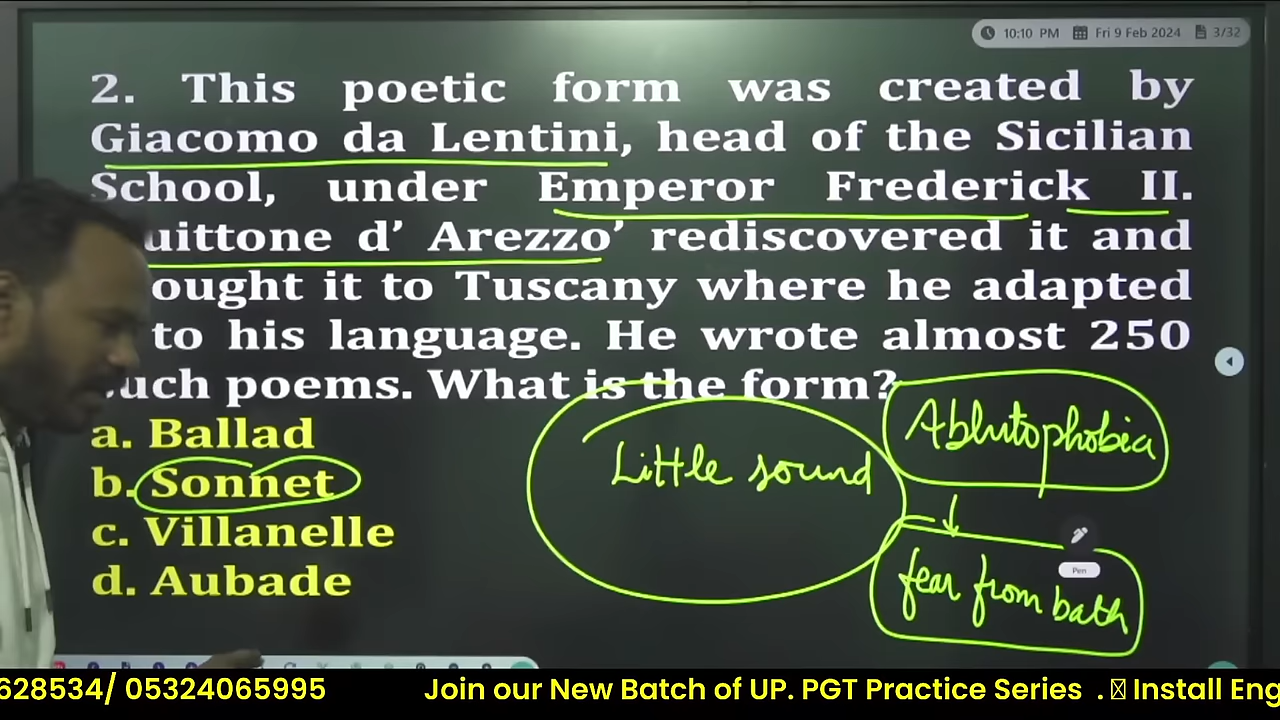 10:10 PM Fri 9 Feb 2024 3/32
2. This poetic form was created by
Giacomo da Lentini, head of the Sicilian
School, under Emperor Frederick II.
uittone d’ Arezzo’ rediscovered it and
ought it to Tuscany where he adapted
to his language. He wrote almost 250
uch poems. What is the form?
a. Ballad
b. Sonnet
c. Villanelle
d. Aubade
Little sound
Ablutophobia
Pen
fear from bath
628534/ 05324065995 Join our New Batch of UP. PGT Practice Series . Install Eng